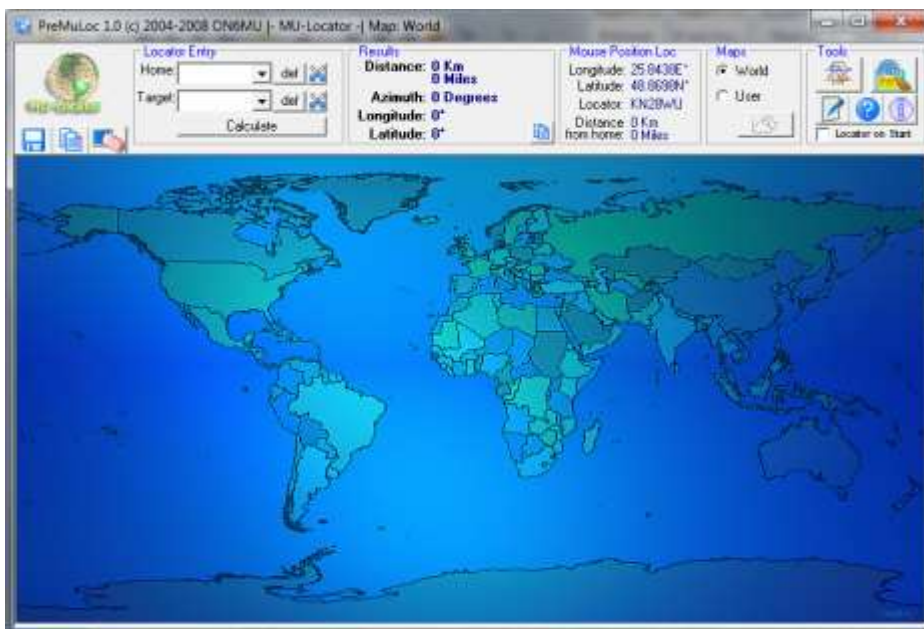 PreMuLoc 1.0 (c) 2004-2008 ON6MU |- MU-Locator -| Map: World
Locator Entry
Home:
def
Target:
def
Calculate
Results
Distance: 0 Km
0 Miles
Azimuth: 0 Degrees
Longitude: 0°
Latitude: 0°
Mouse Position Loc
Longitude: 25.8438E°
Latitude: 48.8698N°
Locator: KN28WU
Distance 0 Km
from home: 0 Miles
Maps
World
User
Tools
Locator on Start